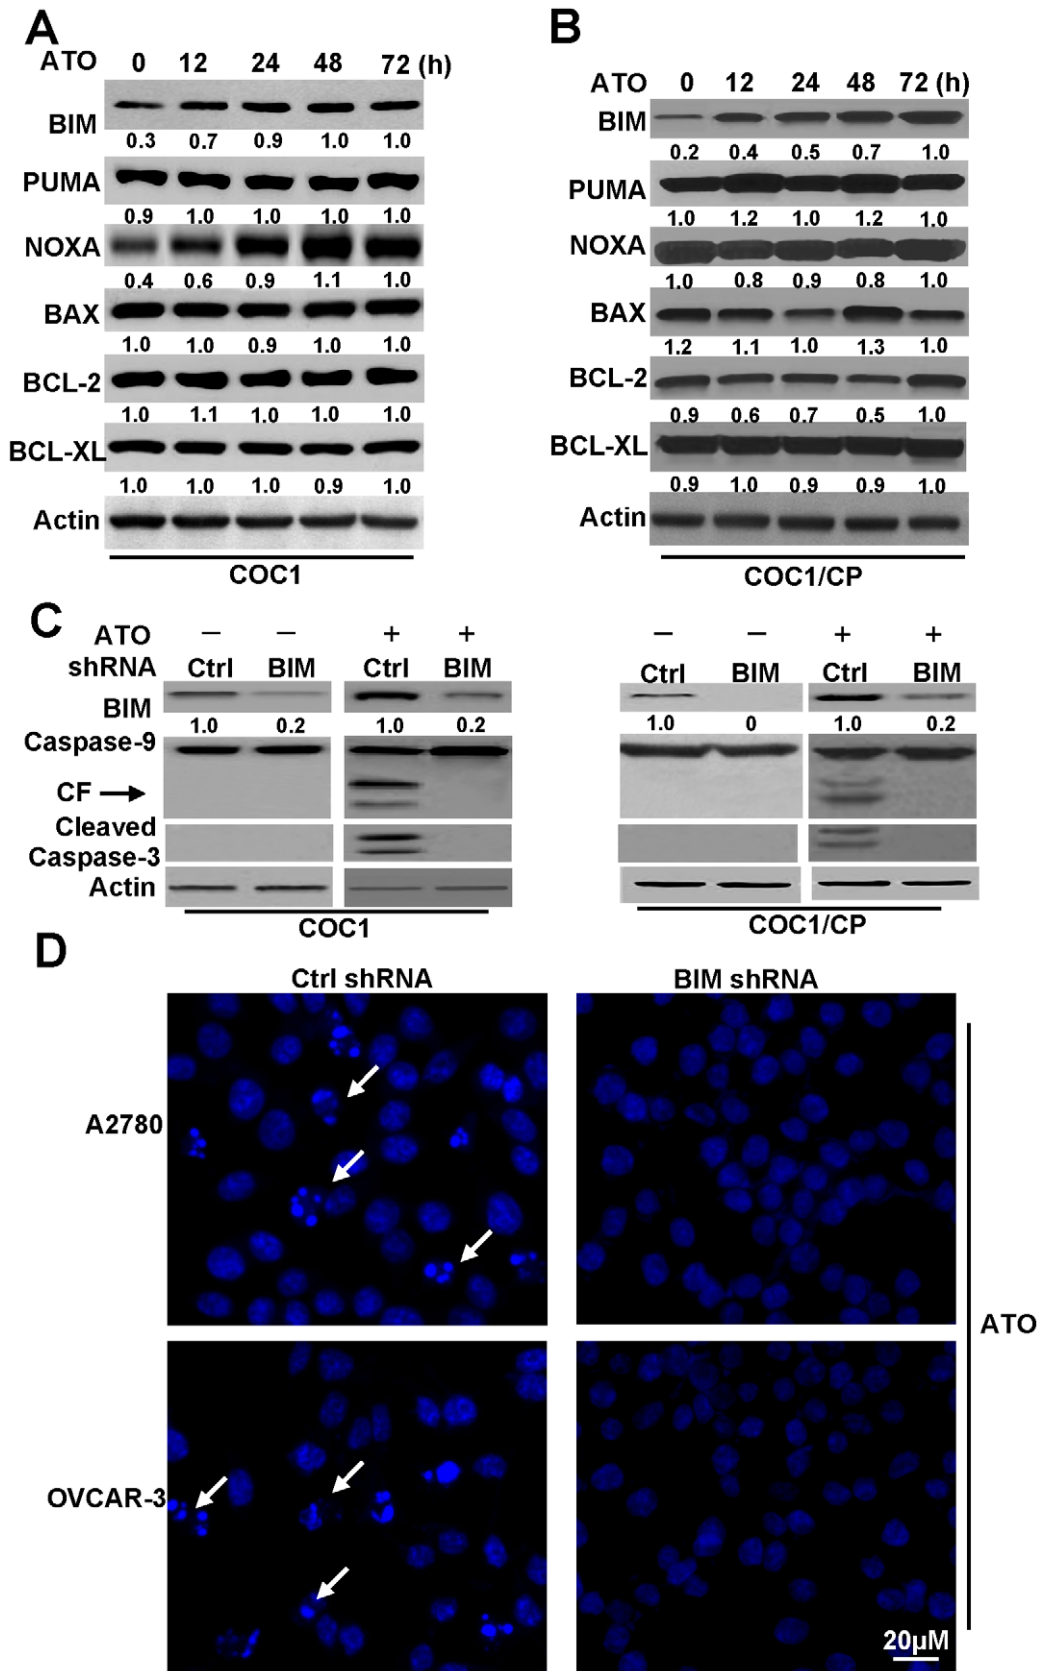 A
ATO 0 12 24 48 72 (h)
BIM
0.3 0.7 0.9 1.0 1.0
PUMA
0.9 1.0 1.0 1.0 1.0
NOXA
0.4 0.6 0.9 1.1 1.0
BAX
1.0 1.0 0.9 1.0 1.0
BCL-2
1.0 1.1 1.0 1.0 1.0
BCL-XL
1.0 1.0 1.0 0.9 1.0
Actin
COC1
B
ATO 0 12 24 48 72 (h)
BIM
0.2 0.4 0.5 0.7 1.0
PUMA
1.0 1.2 1.0 1.2 1.0
NOXA
1.0 0.8 0.9 0.8 1.0
BAX
1.2 1.1 1.0 1.3 1.0
BCL-2
0.9 0.6 0.7 0.5 1.0
BCL-XL
0.9 1.0 0.9 0.9 1.0
Actin
COC1/CP
C
ATO − − + + − − + +
shRNA Ctrl BIM Ctrl BIM Ctrl BIM Ctrl BIM
BIM
1.0 0.2 1.0 0.2 1.0 0 1.0 0.2
Caspase-9
CF
Cleaved
Caspase-3
Actin
COC1 COC1/CP
D
Ctrl shRNA BIM shRNA
A2780
ATO
OVCAR-3
20µM